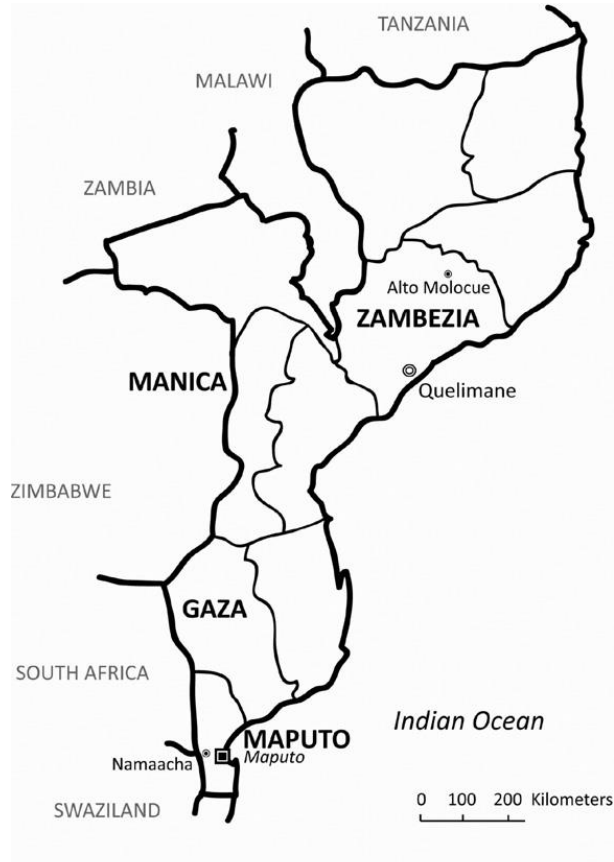 TANZANIA
MALAWI
ZAMBIA
Alto Molocue
ZAMBEZIA
MANICA
Quelimane
ZIMBABWE
GAZA
SOUTH AFRICA
Indian Ocean
MAPUTO
Maputo
Namaacha
SWAZILAND
0 100 200 Kilometers